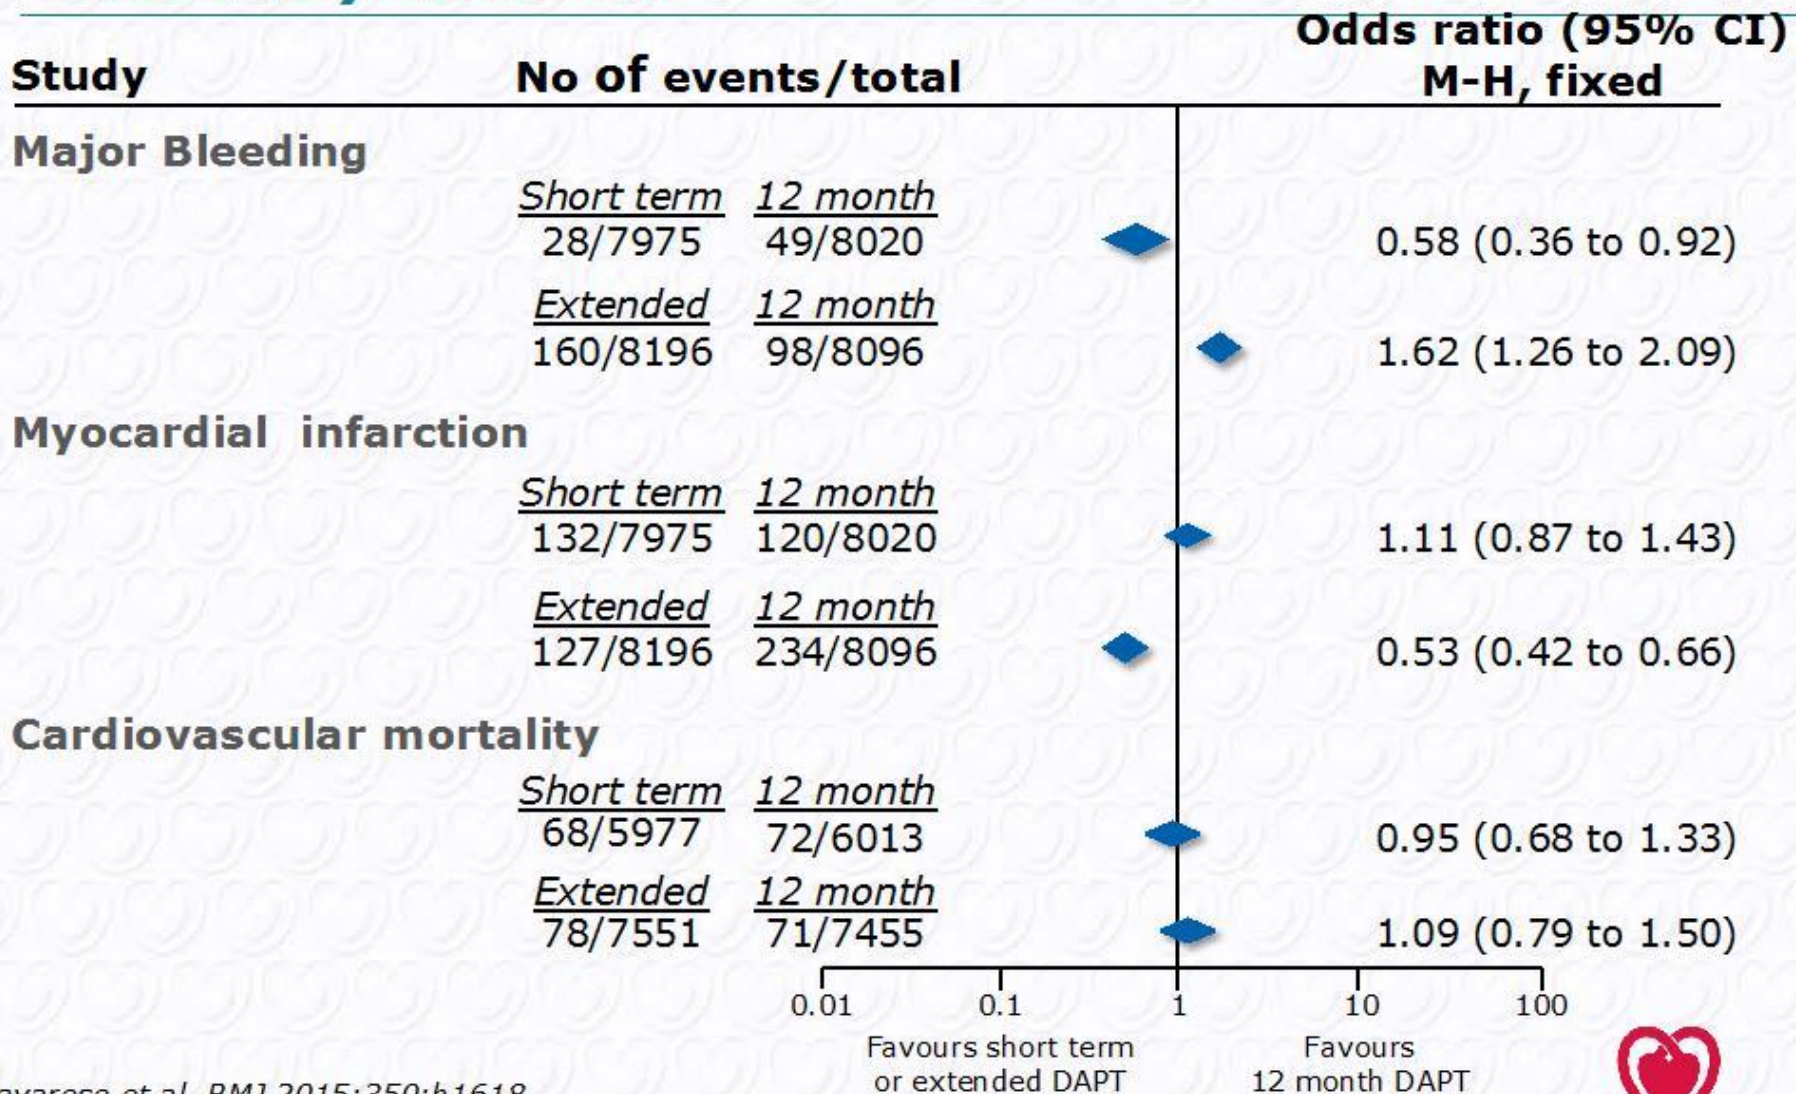 Odds ratio (95% CI)
Study No of events/total M-H, fixed
Major Bleeding
Short term 12 month
28/7975 49/8020 0.58 (0.36 to 0.92)
Extended 12 month
160/8196 98/8096 1.62 (1.26 to 2.09)
Myocardial infarction
Short term 12 month
132/7975 120/8020 1.11 (0.87 to 1.43)
Extended 12 month
127/8196 234/8096 0.53 (0.42 to 0.66)
Cardiovascular mortality
Short term 12 month
68/5977 72/6013 0.95 (0.68 to 1.33)
Extended 12 month
78/7551 71/7455 1.09 (0.79 to 1.50)
0.01 0.1 1 10 100
Favours short term Favours
or extended DAPT 12 month DAPT
et al. BMJ 2015;350:h1618